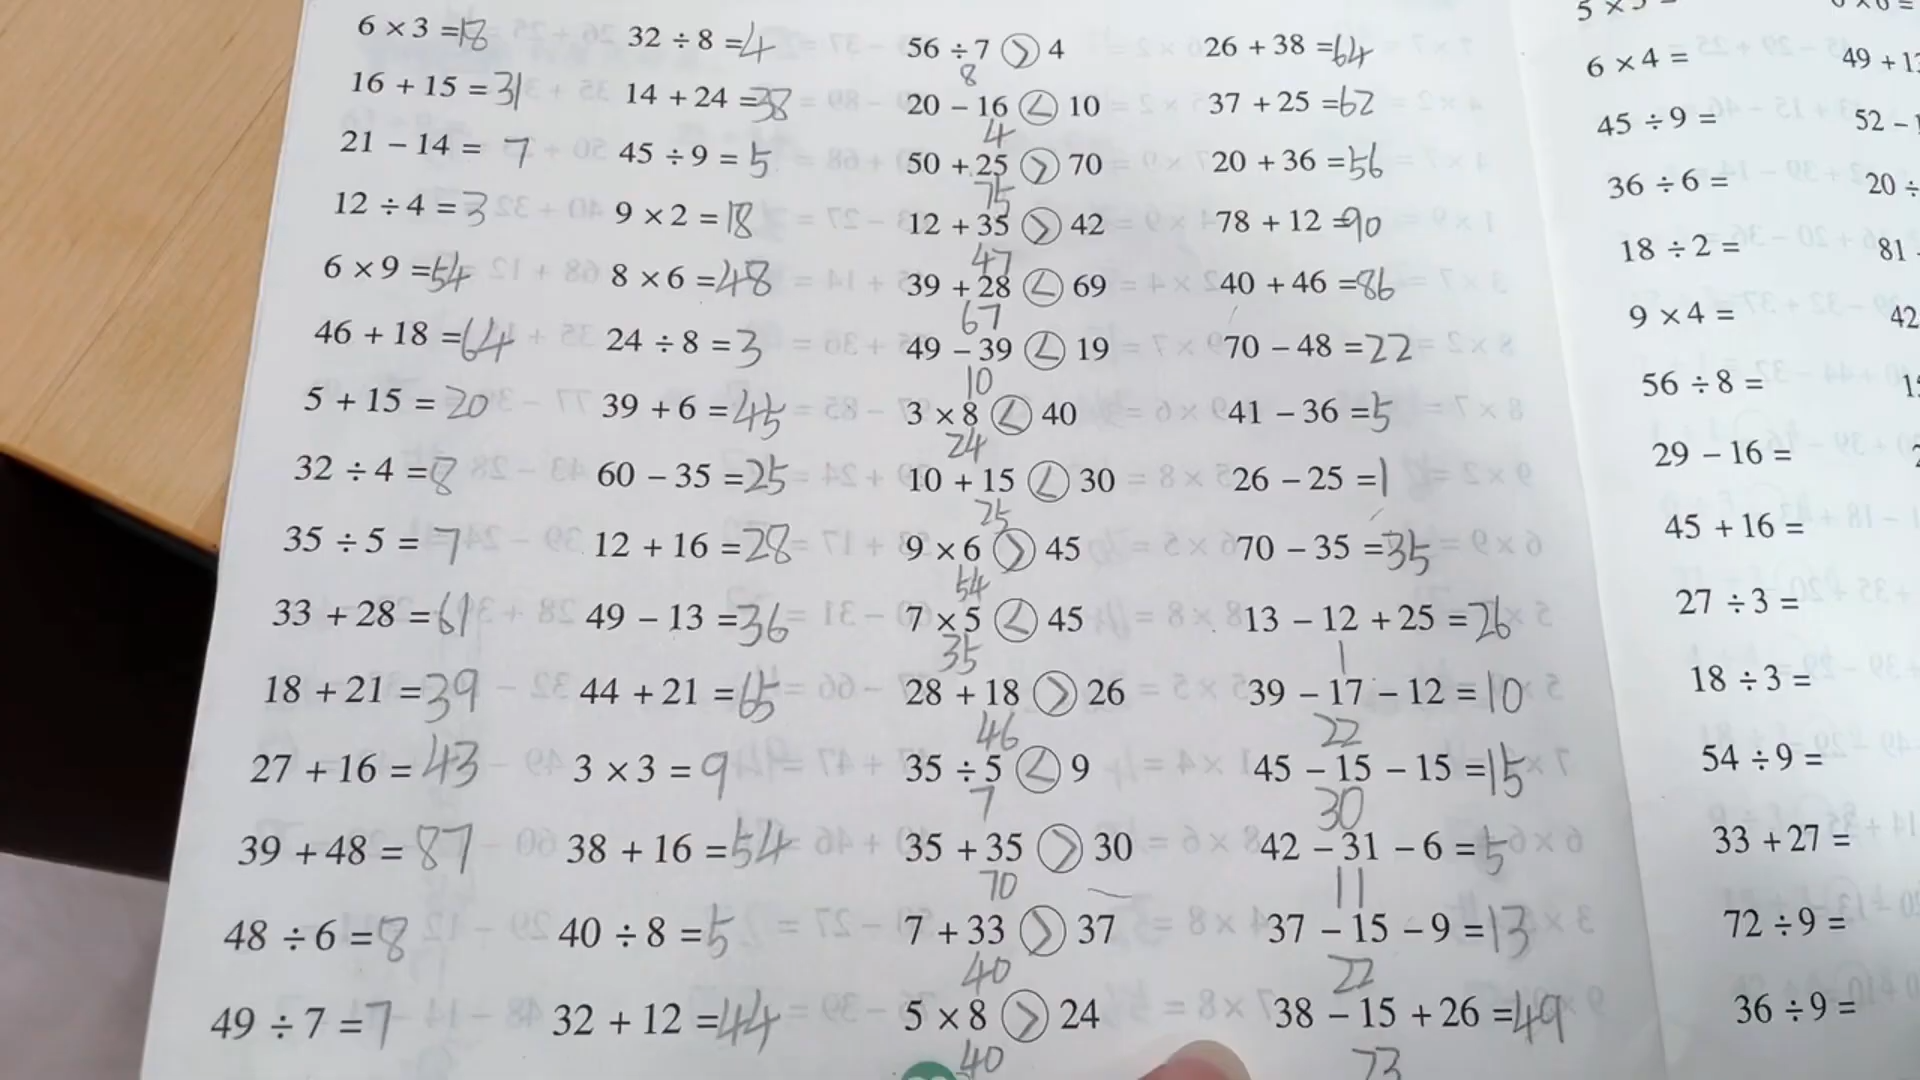 6 × 3 =18 32 ÷ 8 =4 56 ÷ 7 > 4 26 + 38 =64
8
16 + 15 =31 14 + 24 =38 20 − 16 < 10 37 + 25 =62
4
21 − 14 = 7 45 ÷ 9 = 5 50 + 25 > 70 20 + 36 =56
75
12 ÷ 4 =3 9 × 2 =18 12 + 35 > 42 78 + 12 =90
47
6 × 9 =54 8 × 6 =48 39 + 28 < 69 40 + 46 =86
67
46 + 18 =64 24 ÷ 8 =3 49 − 39 < 19 70 − 48 =22
10
5 + 15 = 20 39 + 6 =45 3 × 8 < 40 41 − 36 =5
24
32 ÷ 4 =8 60 − 35 =25 10 + 15 < 30 26 − 25 =1
25
35 ÷ 5 = 7 12 + 16 =28 9 × 6 > 45 70 − 35 =35
54
33 + 28 =61 49 − 13 =36 7 × 5 < 45 13 − 12 + 25 =26
35 1
18 + 21 =39 44 + 21 =65 28 + 18 > 26 39 − 17 − 12 =10
46 22
27 + 16 =43 3 × 3 = 9 35 ÷ 5 < 9 45 − 15 − 15 =15
7 30
39 + 48 = 87 38 + 16 =54 35 + 35 > 30 42 − 31 − 6 =5
70 11
48 ÷ 6 =8 40 ÷ 8 =5 7 + 33 > 37 37 − 15 − 9 =13
40 22
49 ÷ 7 =7 32 + 12 =44 5 × 8 > 24 38 − 15 + 26 =49
40 23
6 × 4 = 49 + 
45 ÷ 9 = 52 −
36 ÷ 6 = 20 ÷
18 ÷ 2 = 81
9 × 4 = 42
56 ÷ 8 =
29 − 16 =
45 + 16 =
27 ÷ 3 =
18 ÷ 3 =
54 ÷ 9 =
33 + 27 =
72 ÷ 9 =
36 ÷ 9 =